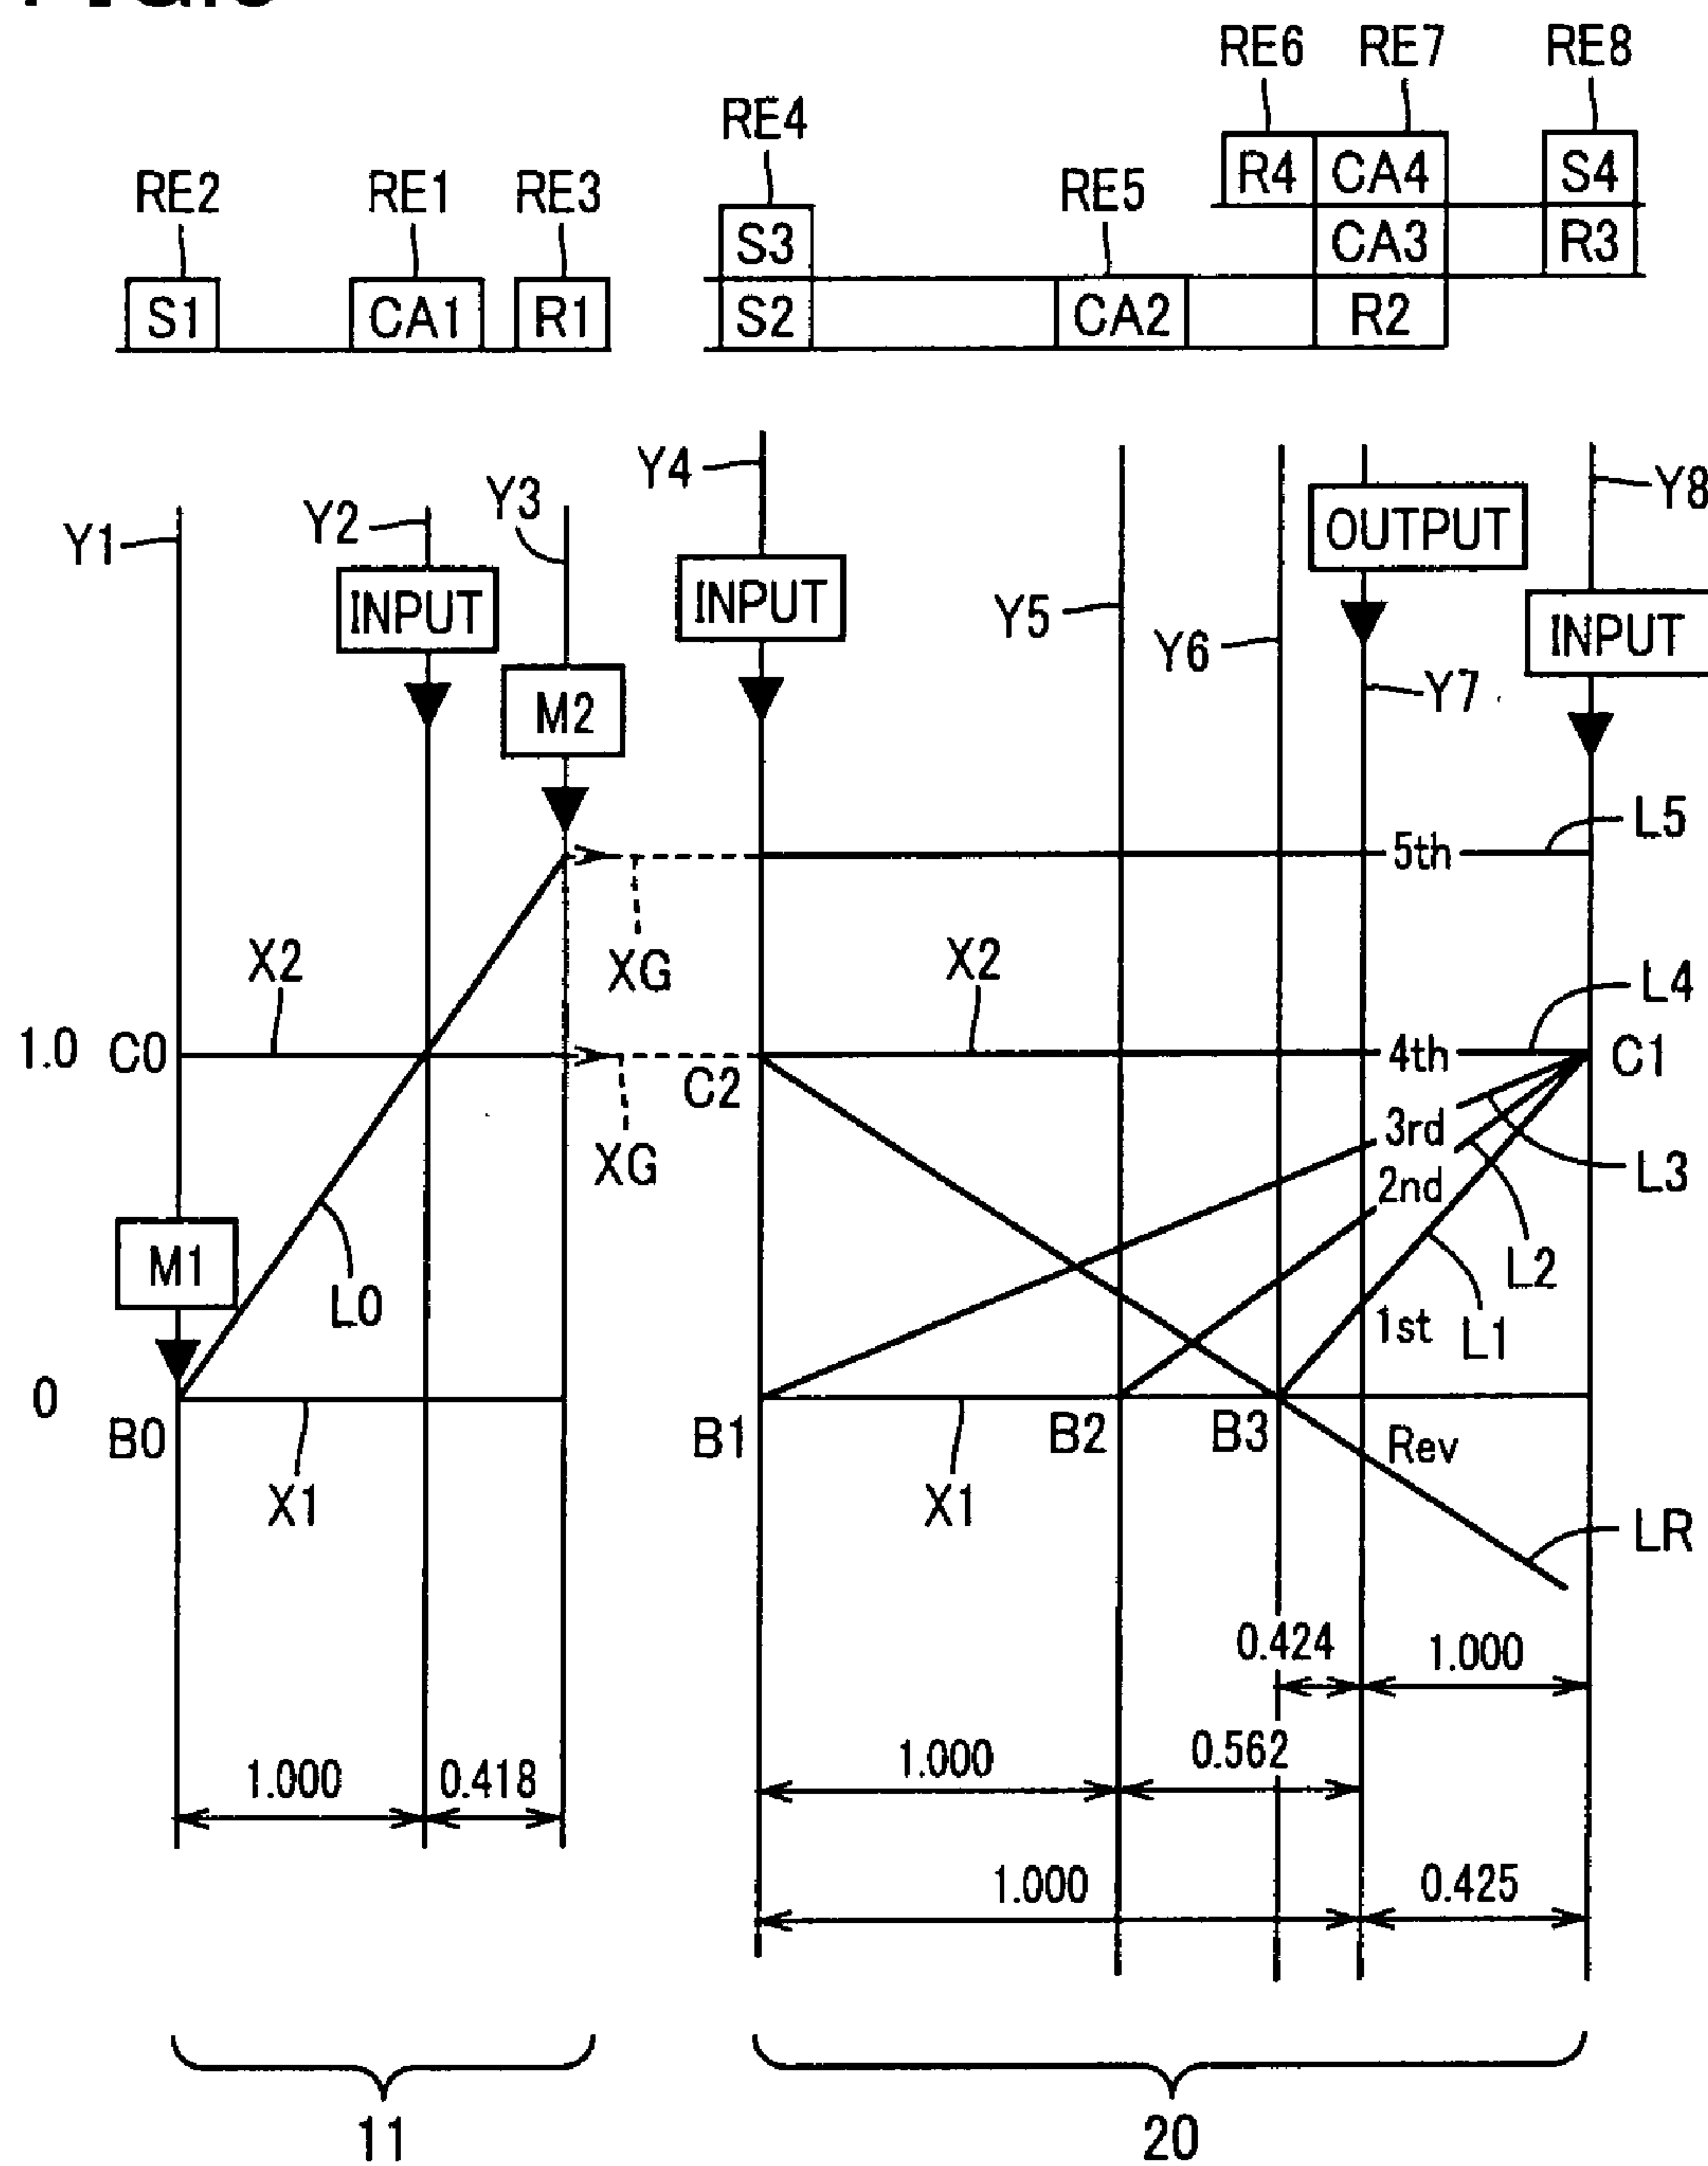 RE6 RE7 RE8
RE4
RE2 RE1 RE3 RE5
R4 CA4 S4
S3 CA3 R3
S1 CA1 R1 S2 CA2 R2
Y1 Y2 Y3 Y4 Y5 Y6 Y7 Y8
INPUT INPUT OUTPUT INPUT
M2
5th L5
XG
X2 X2 L4
1.0 C0 C2 4th C1
XG 3rd L3
2nd
M1 L0 L2
1st L1
0
B0 B1 B2 B3 Rev
X1 X1
LR
0.424 1.000
1.000 0.418 1.000 0.562
1.000 0.425
11 20